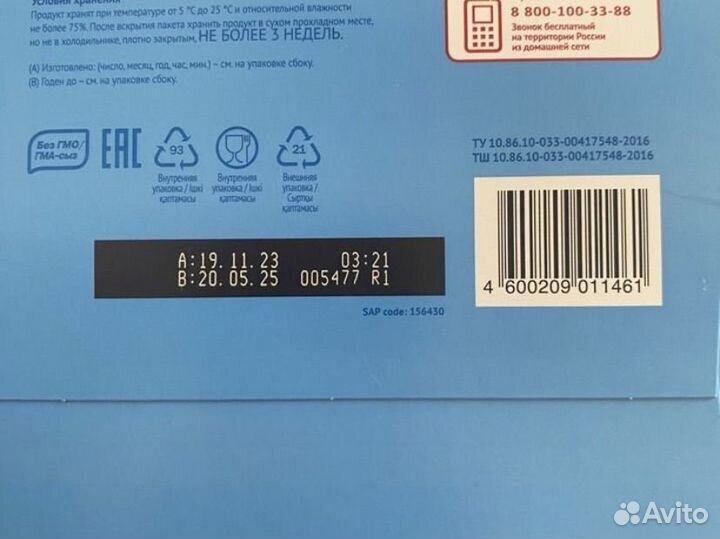 Условия хранения
Продукт хранят при температуре от 5 °С до 25 °С и относительной влажности
не более 75%. После вскрытия пакета хранить продукт в сухом прохладном месте,
но не в холодильнике, плотно закрытым, НЕ БОЛЕЕ 3 НЕДЕЛЬ.
(А) Изготовлено: (число, месяц, год, час, мин.) – см. на упаковке сбоку.
(В) Годен до – см. на упаковке сбоку.
8 800-100-33-88
Звонок бесплатный
на территории России
из домашней сети
Без ГМО/
ГМА-сыз
EAC
93
21
Внутренняя
упаковка / Ішкі
қаптамасы
Внутренняя
упаковка / Ішкі
қаптамасы
Внешняя
упаковка /
Сыртқы
қаптамасы
ТУ 10.86.10-033-00417548-2016
ТШ 10.86.10-033-00417548-2016
A:19.11.23 03:21
B:20.05.25 005477 R1
SAP code: 156430
4 600209 011461
Avito